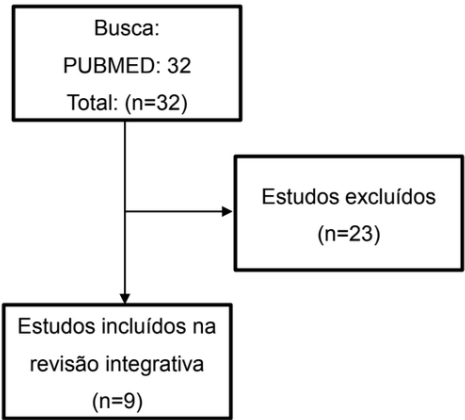 Busca:
PUBMED: 32
Total: (n=32)
Estudos excluídos
(n=23)
Estudos incluídos na
revisão integrativa
(n=9)